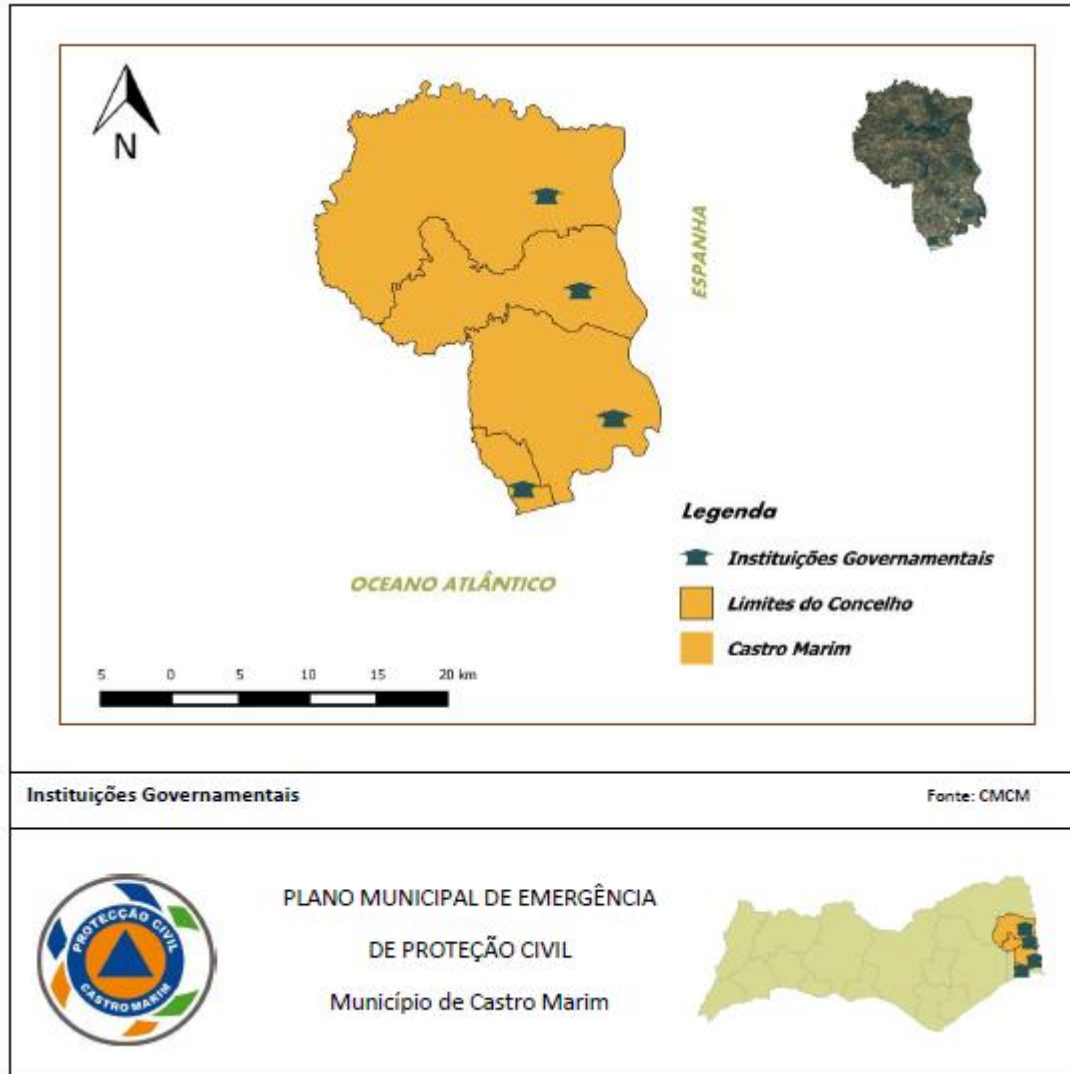 N
ESPANHA
OCEANO ATLÂNTICO
Legenda
Instituições Governamentais
Limites do Concelho
Castro Marim
5 0 5 10 15 20 km
Instituições Governamentais
Fonte: CMCM
PROTECÇÃO CIVIL
CASTRO MARIM
PLANO MUNICIPAL DE EMERGÊNCIA
DE PROTEÇÃO CIVIL
Município de Castro Marim